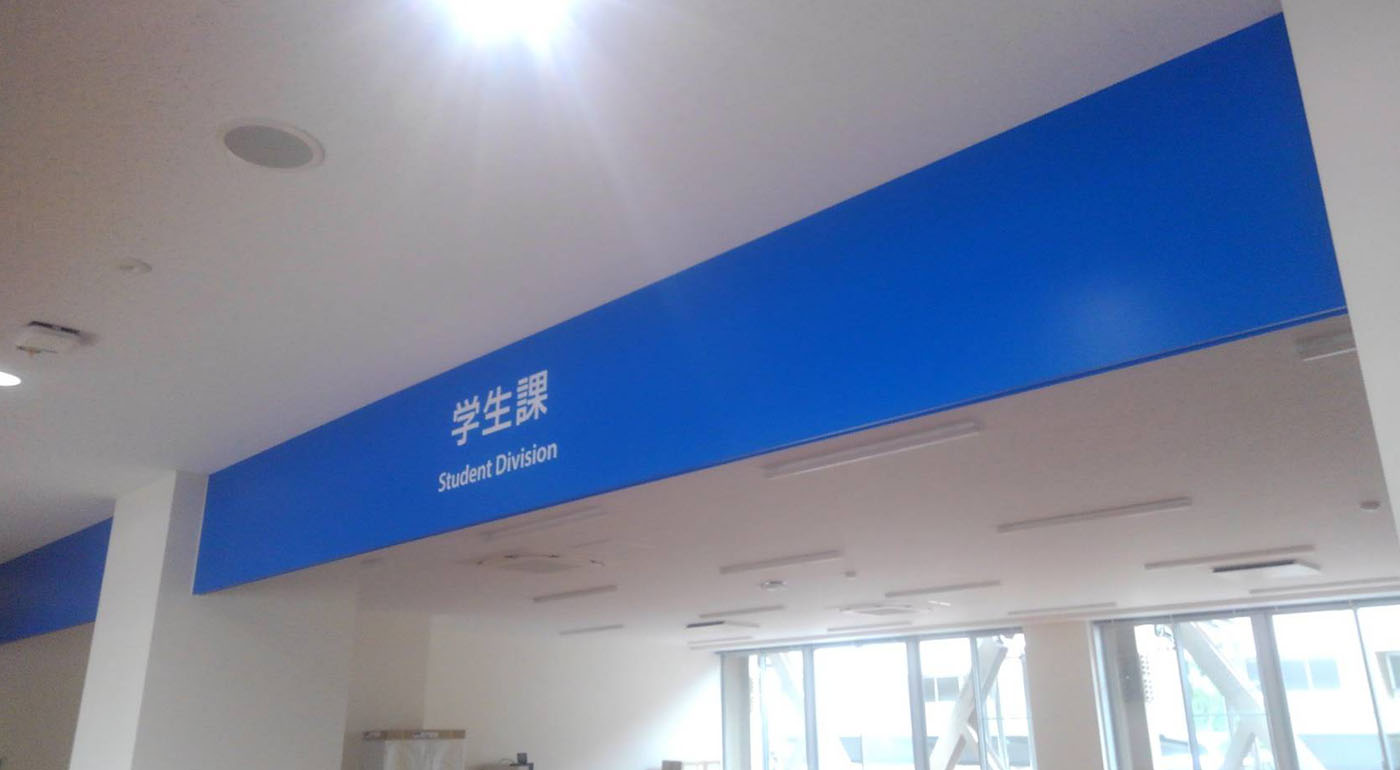 学生課
Student Division